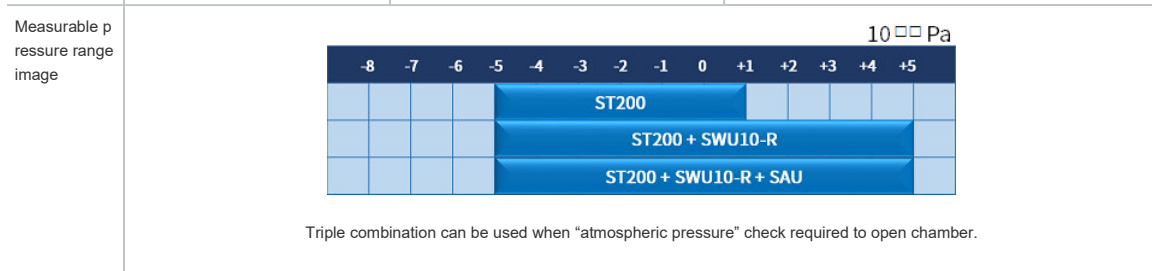 Measurable p
ressure range
image
10 □□ Pa
-8 -7 -6 -5 -4 -3 -2 -1 0 +1 +2 +3 +4 +5
ST200
ST200 + SWU10-R
ST200 + SWU10-R + SAU
Triple combination can be used when “atmospheric pressure” check required to open chamber.